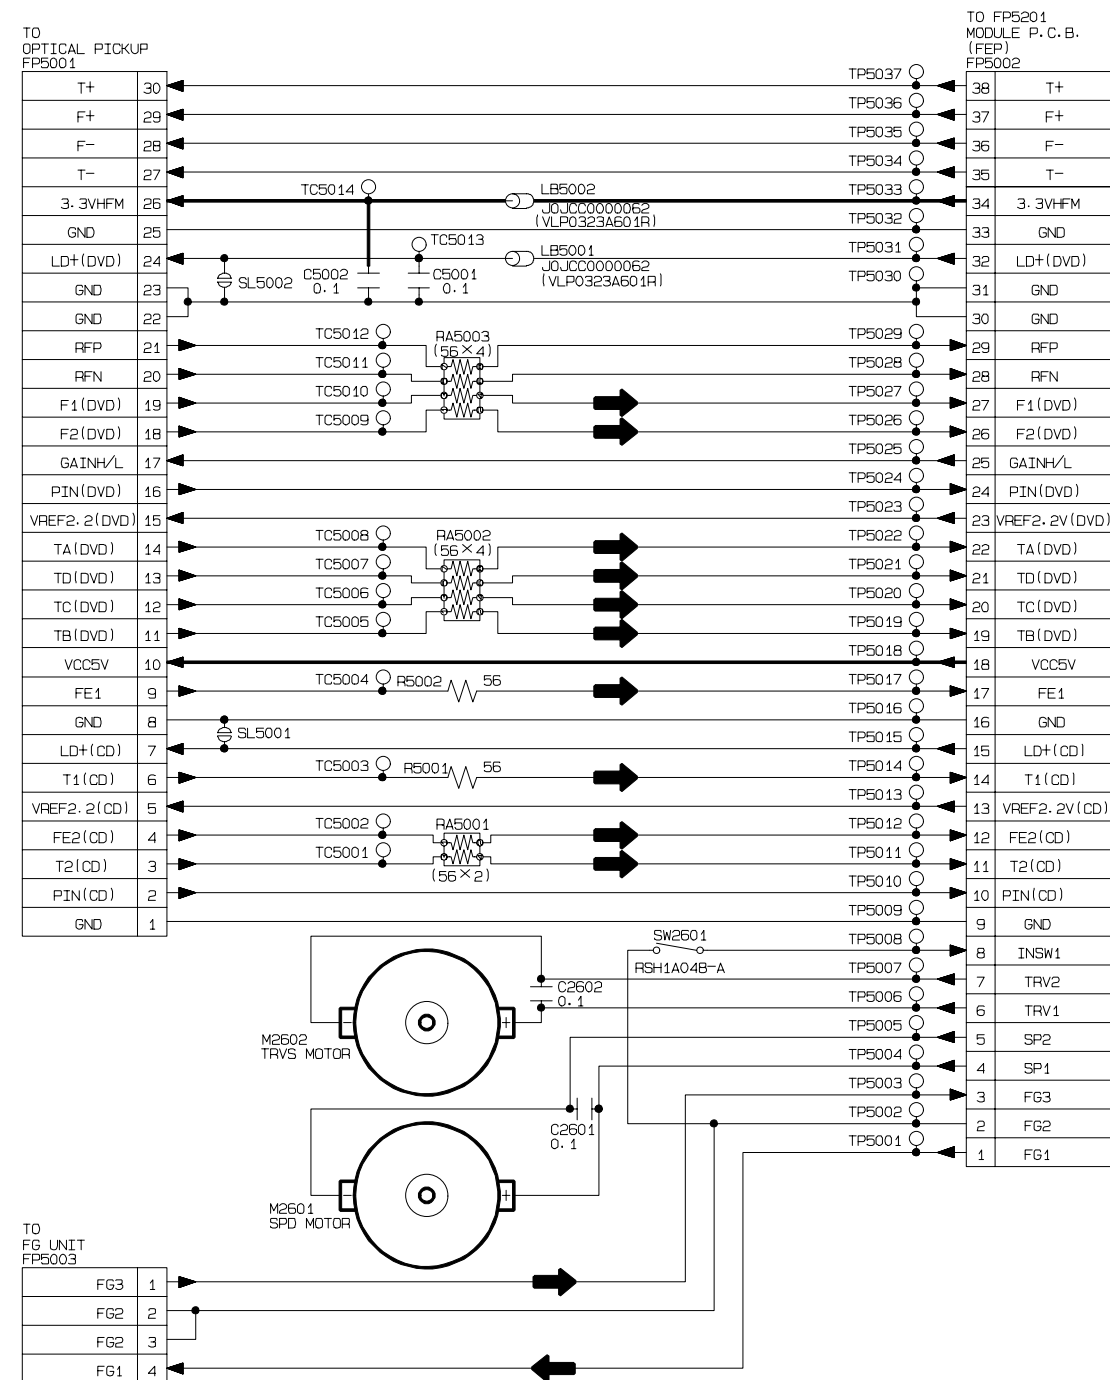 TO
OPTICAL PICKUP
FP5001
TO FP5201
MODULE P.C.B.
(FEP)
FP5002
T+ 30 TP5037 38 T+
F+ 29 TP5036 37 F+
F- 28 TP5035 36 F-
T- 27 TP5034 35 T-
3.3VHFM 26 TC5014 LB5002 J0JCC0000062 (VLP0323A601R) TP5033 34 3.3VHFM
GND 25 TP5032 33 GND
LD+(DVD) 24 TC5013 LB5001 J0JCC0000062 (VLP0323A601R) TP5031 32 LD+(DVD)
SL5002 C5002 0.1 C5001 0.1
GND 23 TP5030 31 GND
GND 22 30 GND
RFP 21 TC5012 RA5003 (56×4) TP5029 29 RFP
RFN 20 TC5011 TP5028 28 RFN
F1(DVD) 19 TC5010 TP5027 27 F1(DVD)
F2(DVD) 18 TC5009 TP5026 26 F2(DVD)
GAINH/L 17 TP5025 25 GAINH/L
PIN(DVD) 16 TP5024 24 PIN(DVD)
VREF2.2(DVD) 15 TP5023 23 VREF2.2V(DVD)
TA(DVD) 14 TC5008 RA5002 (56×4) TP5022 22 TA(DVD)
TD(DVD) 13 TC5007 TP5021 21 TD(DVD)
TC(DVD) 12 TC5006 TP5020 20 TC(DVD)
TB(DVD) 11 TC5005 TP5019 19 TB(DVD)
VCC5V 10 TP5018 18 VCC5V
FE1 9 TC5004 R5002 56 TP5017 17 FE1
GND 8 TP5016 16 GND
SL5001
LD+(CD) 7 TP5015 15 LD+(CD)
T1(CD) 6 TC5003 R5001 56 TP5014 14 T1(CD)
VREF2.2(CD) 5 TP5013 13 VREF2.2V(CD)
FE2(CD) 4 TC5002 RA5001 TP5012 12 FE2(CD)
T2(CD) 3 TC5001 (56×2) TP5011 11 T2(CD)
PIN(CD) 2 TP5010 10 PIN(CD)
GND 1 TP5009 9 GND
SW2601 RSH1A04B-A TP5008 8 INSW1
TP5007 7 TRV2
C2602 0.1
TP5006 6 TRV1
- +
M2602
TRVS MOTOR
TP5005 5 SP2
TP5004 4 SP1
TP5003 3 FG3
TP5002 2 FG2
C2601
0.1
TP5001 1 FG1
- +
M2601
SPD MOTOR
TO
FG UNIT
FP5003
FG3 1
FG2 2
FG2 3
FG1 4